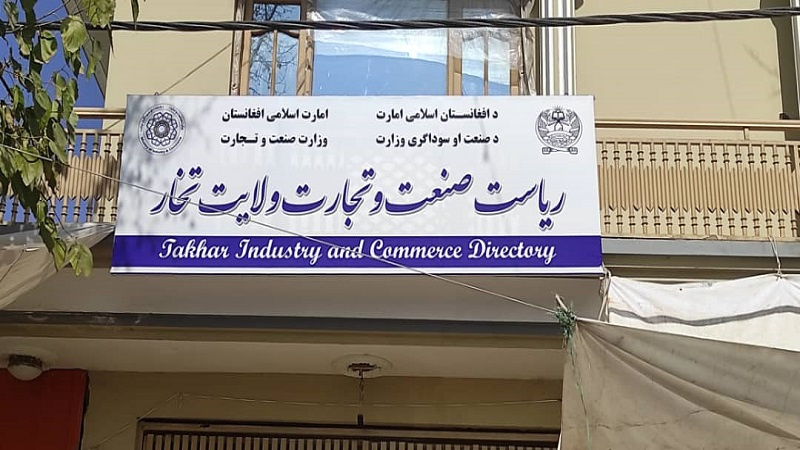 د افغانستان اسلامی امارت
د صنعت او سوداگری وزارت
امارت اسلامی افغانستان
وزارت صنعت و تجارت
ریاست صنعت و تجارت ولایت تخار
Takhar Industry and Commerce Directory